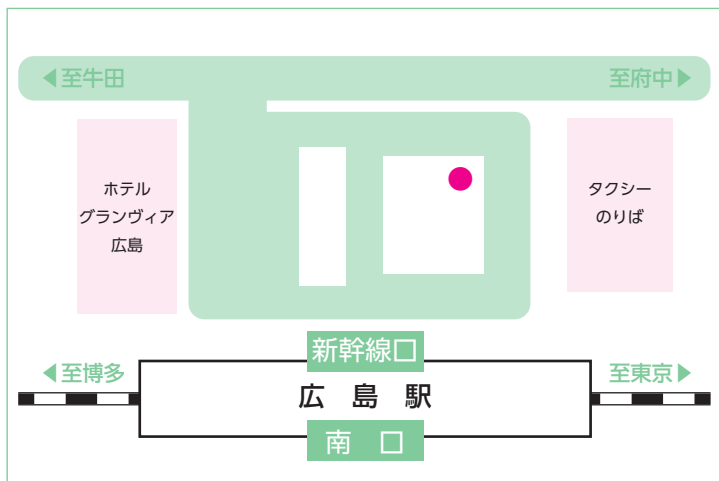 ◀至牛田
至府中▶
ホテル
グランヴィア
広島
タクシー
のりば
新幹線口
◀至博多
至東京▶
広島駅
南口